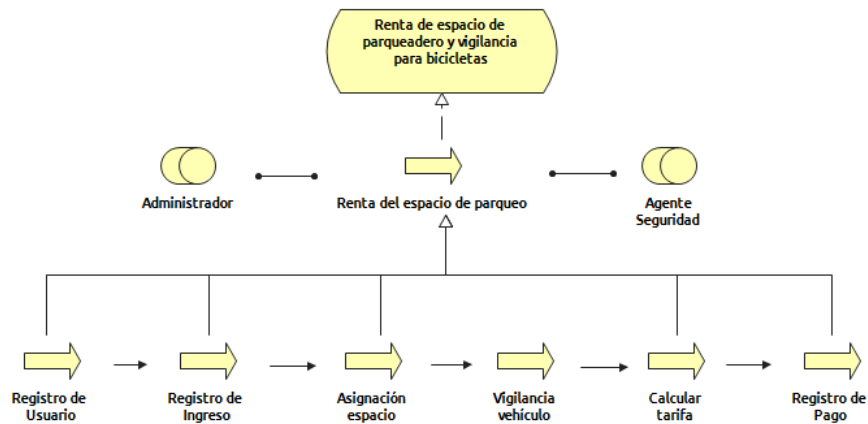 Renta de espacio de
parqueadero y vigilancia
para bicicletas
Administrador
Renta del espacio de parqueo
Agente
Seguridad
Registro de
Usuario
Registro de
Ingreso
Asignación
espacio
Vigilancia
vehículo
Calcular
tarifa
Registro de
Pago